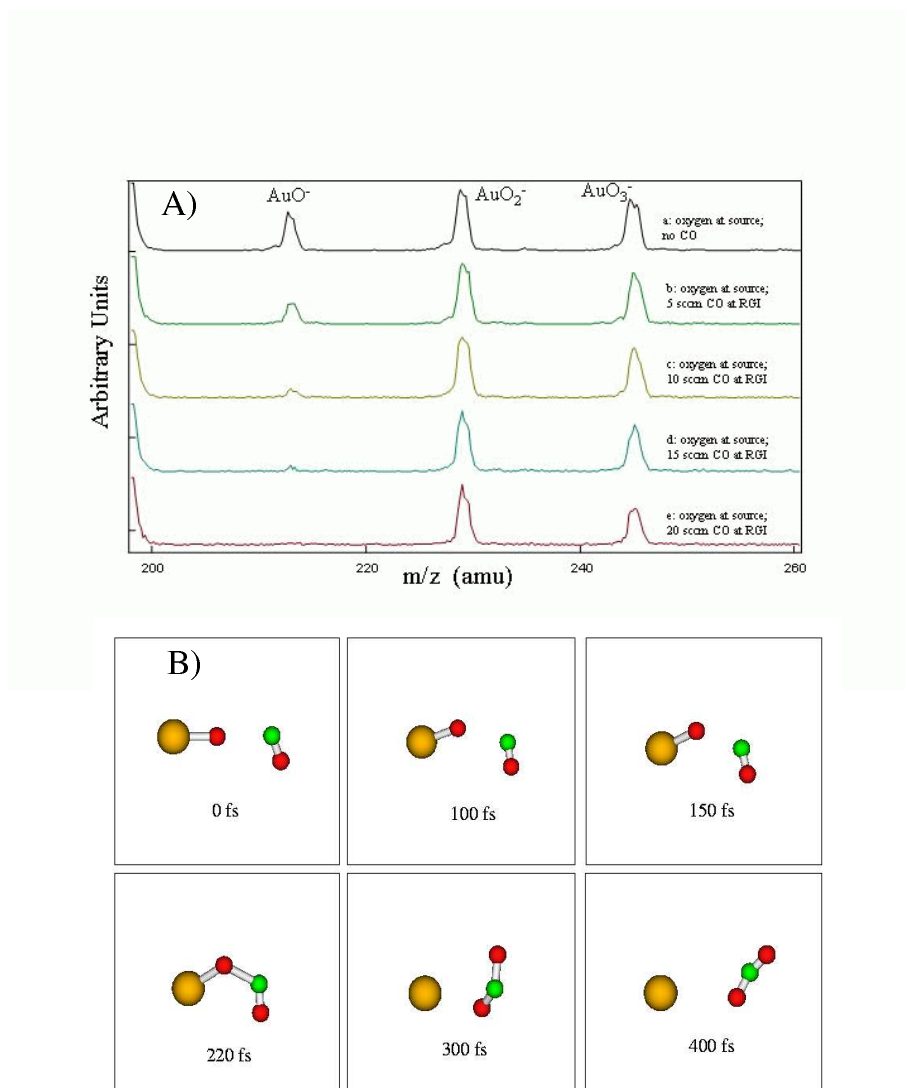 A)
AuO⁻
AuO₂⁻
AuO₃⁻
a: oxygen at source;
no CO
b: oxygen at source;
5 sccm CO at RGI
c: oxygen at source;
10 sccm CO at RGI
d: oxygen at source;
15 sccm CO at RGI
e: oxygen at source;
20 sccm CO at RGI
Arbitrary Units
200
220
240
260
m/z (amu)
B)
0 fs
100 fs
150 fs
220 fs
300 fs
400 fs